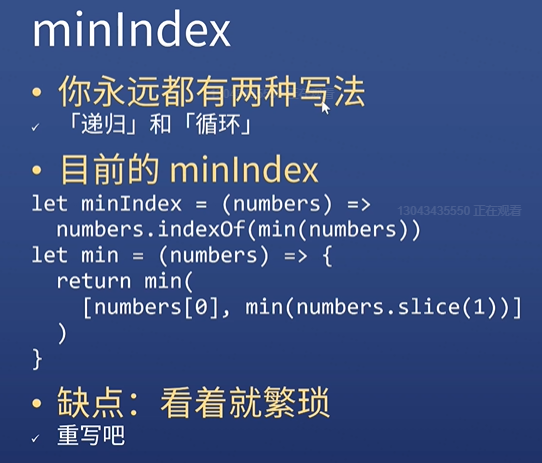 minIndex
• 你永远都有两种写法
✓ 「递归」和「循环」
• 目前的 minIndex
let minIndex = (numbers) =>
13043435550 正在观看
  numbers.indexOf(min(numbers))
let min = (numbers) => {
  return min(
    [numbers[0], min(numbers.slice(1))]
  )
}
• 缺点：看着就繁琐
✓ 重写吧